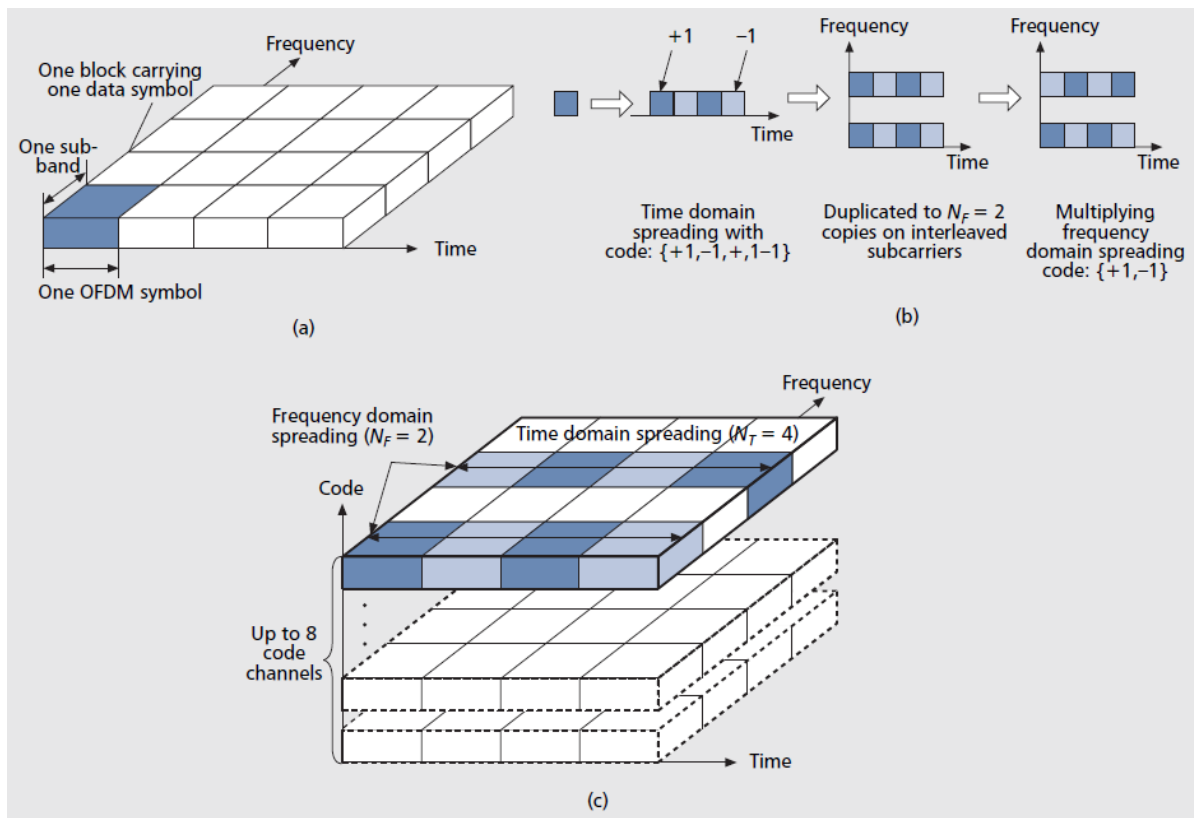 Frequency
One block carrying
one data symbol
One sub-
band
Time
One OFDM symbol
(a)
+1
–1
Time
Frequency
Time
Frequency
Time
Time domain
spreading with
code: {+1,–1,+,1–1}
Duplicated to NF = 2
copies on interleaved
subcarriers
Multiplying
frequency
domain spreading
code: {+1,–1}
(b)
Frequency
Frequency domain
spreading (NF = 2)
Time domain spreading (NT = 4)
Code
Up to 8
code
channels
Time
(c)